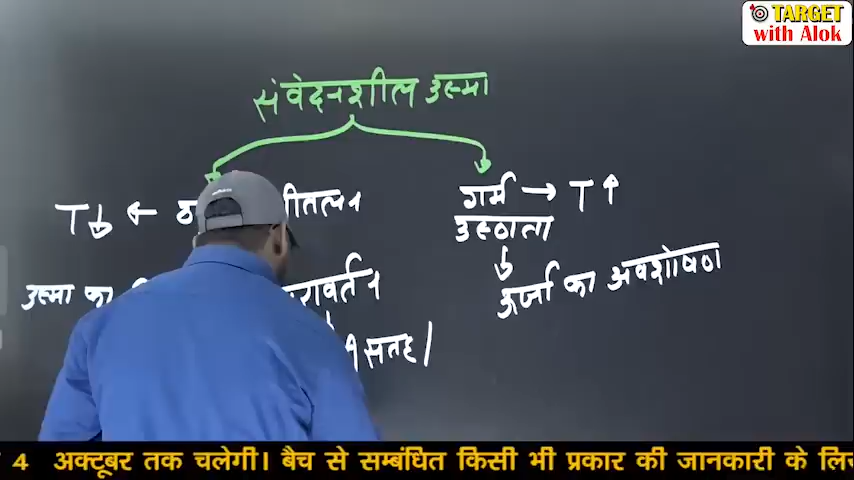 TARGET
with Alok
संवेदनशील उष्मा
T↓ ← शीतलन
गर्म → T↑
उष्णता
↓
उष्मा का परावर्तन
ऊर्जा का अवशोषण
सतह |
4 अक्टूबर तक चलेगी। बैच से सम्बंधित किसी भी प्रकार की जानकारी के लिए